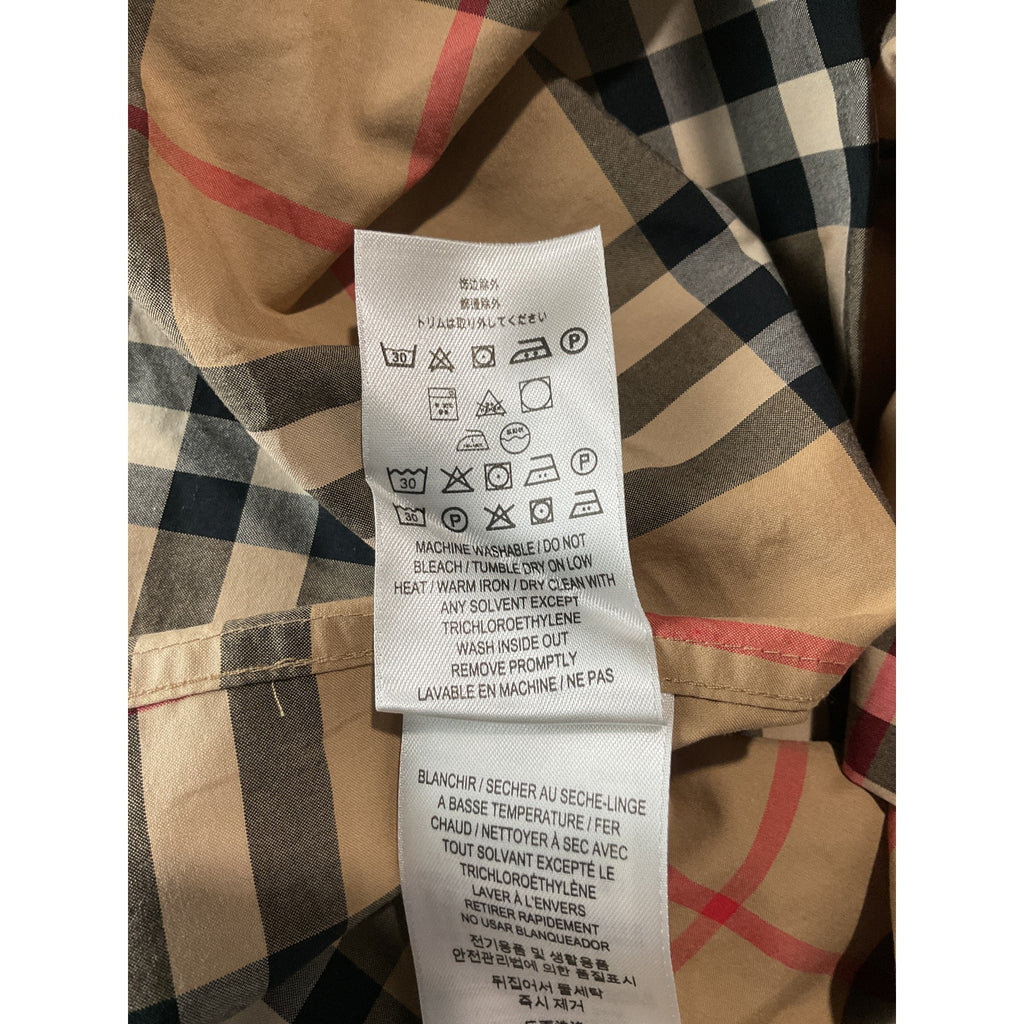 饰边除外
飾邊除外
トリムは取り外してください
30 P
30 P
30 P
MACHINE WASHABLE / DO NOT
BLEACH / TUMBLE DRY ON LOW
HEAT / WARM IRON / DRY CLEAN WITH
ANY SOLVENT EXCEPT
TRICHLOROETHYLENE
WASH INSIDE OUT
REMOVE PROMPTLY
LAVABLE EN MACHINE / NE PAS
BLANCHIR / SECHER AU SECHE-LINGE
A BASSE TEMPERATURE / FER
CHAUD / NETTOYER À SEC AVEC
TOUT SOLVANT EXCEPTÉ LE
TRICHLOROÉTHYLÈNE
LAVER À L'ENVERS
RETIRER RAPIDEMENT
NO USAR BLANQUEADOR
전기용품 및 생활용품
안전관리법에 의한 품질표시
뒤집어서 물세탁
즉시 제거